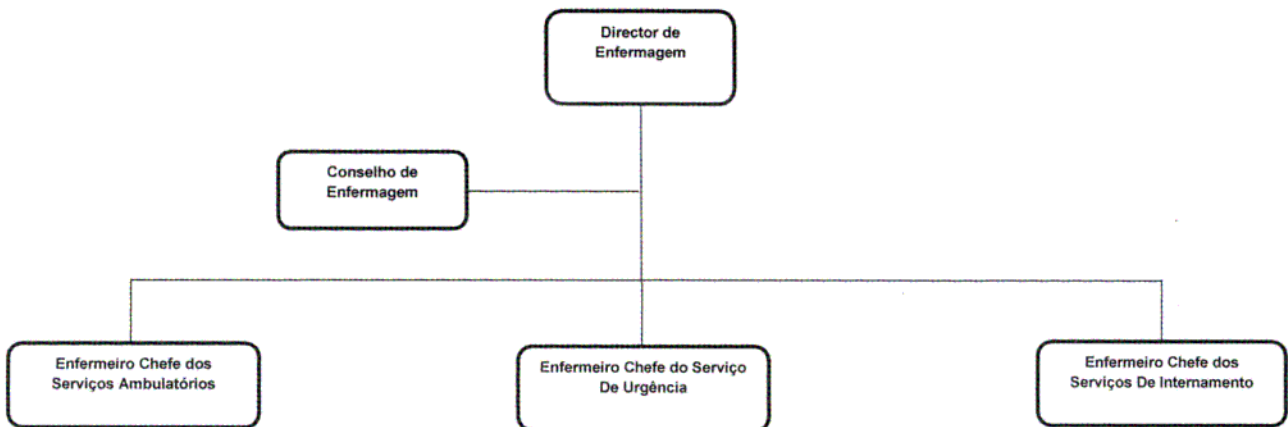 Director de
Enfermagem
Conselho de
Enfermagem
Enfermeiro Chefe dos
Serviços Ambulatórios
Enfermeiro Chefe do Serviço
De Urgência
Enfermeiro Chefe dos
Serviços De Internamento